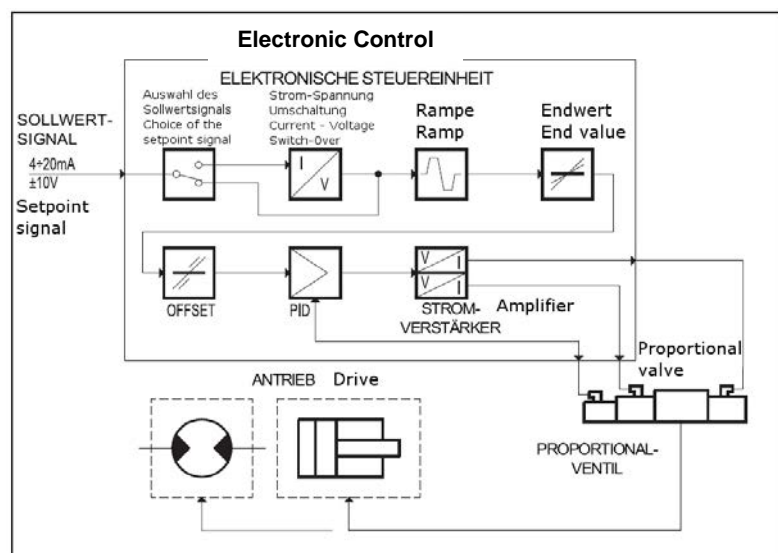 Electronic Control
ELEKTRONISCHE STEUEREINHEIT
Auswahl des
Sollwertsignals
Choice of the
setpoint signal
Strom-Spannung
Umschaltung
Current - Voltage
Switch-Over
Rampe
Ramp
Endwert
End value
SOLLWERT-
SIGNAL
4÷20mA
±10V
Setpoint
signal
I
V
OFFSET
PID
V
I
V
I
STROM-
VERSTÄRKER
Amplifier
Proportional
valve
ANTRIEB Drive
PROPORTIONAL-
VENTIL